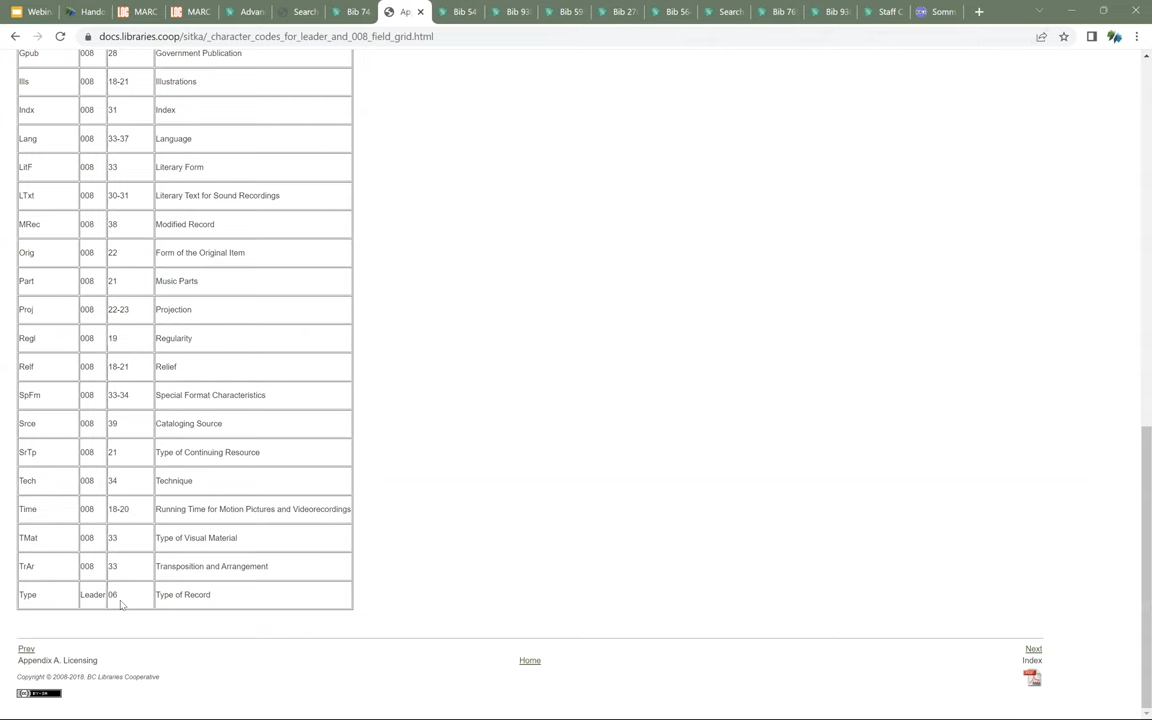 Webin
Hando
MARC
MARC
Advan
Search
Bib 74
Ap
Bib 54
Bib 93
Bib 59
Bib 27
Bib 56
Search
Bib 76
Bib 93
Staff C
Somm
docs.libraries.coop/sitka/_character_codes_for_leader_and_008_field_grid.html
Gpub 008 28 Government Publication
Ills 008 18-21 Illustrations
Indx 008 31 Index
Lang 008 33-37 Language
LitF 008 33 Literary Form
LTxt 008 30-31 Literary Text for Sound Recordings
MRec 008 38 Modified Record
Orig 008 22 Form of the Original Item
Part 008 21 Music Parts
Proj 008 22-23 Projection
Regl 008 19 Regularity
Relf 008 18-21 Relief
SpFm 008 33-34 Special Format Characteristics
Srce 008 39 Cataloging Source
SrTp 008 21 Type of Continuing Resource
Tech 008 34 Technique
Time 008 18-20 Running Time for Motion Pictures and Videorecordings
TMat 008 33 Type of Visual Material
TrAr 008 33 Transposition and Arrangement
Type Leader 06 Type of Record
Prev Next
Appendix A. Licensing Home Index
Copyright © 2008-2018. BC Libraries Cooperative